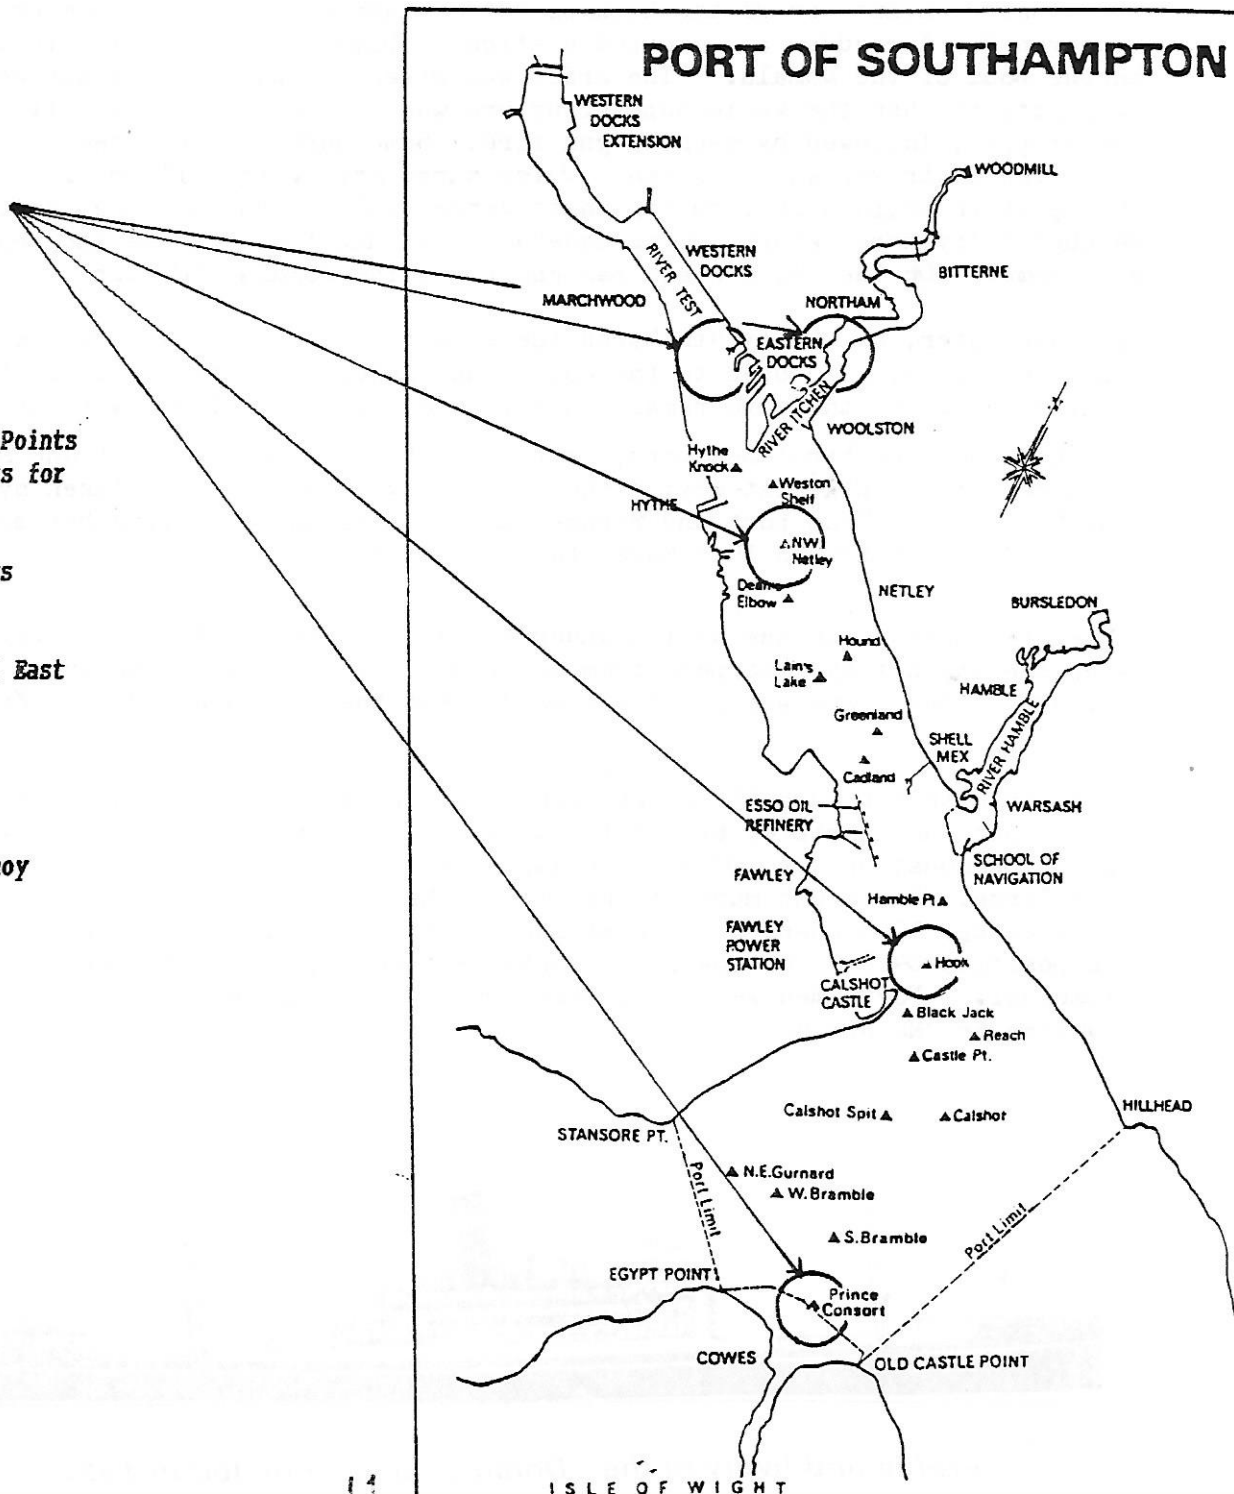 PORT OF SOUTHAMPTON
WESTERN
DOCKS
EXTENSION
WOODMILL
RIVER TEST
WESTERN
DOCKS
BITTERNE
MARCHWOOD
NORTHAM
EASTERN
DOCKS
RIVER ITCHEN
WOOLSTON
Points
for
Hythe
Knock
Weston
Shelf
HYTHE
NW
Netley
Elbow
NETLEY
BURSLEDON
East
Hound
Lain's
Lake
HAMBLE
Greenland
SHELL
MEX
RIVER HAMBLE
Cadland
ESSO OIL
REFINERY
WARSASH
SCHOOL OF
NAVIGATION
FAWLEY
Hamble Pt
FAWLEY
POWER
STATION
Hook
CALSHOT
CASTLE
Black Jack
Reach
Castle Pt.
Calshot Spit
Calshot
HILLHEAD
STANSORE PT.
Port Limit
N.E.Gurnard
W.Bramble
S.Bramble
Port Limit
EGYPT POINT
Prince
Consort
COWES
OLD CASTLE POINT
ISLE OF WIGHT